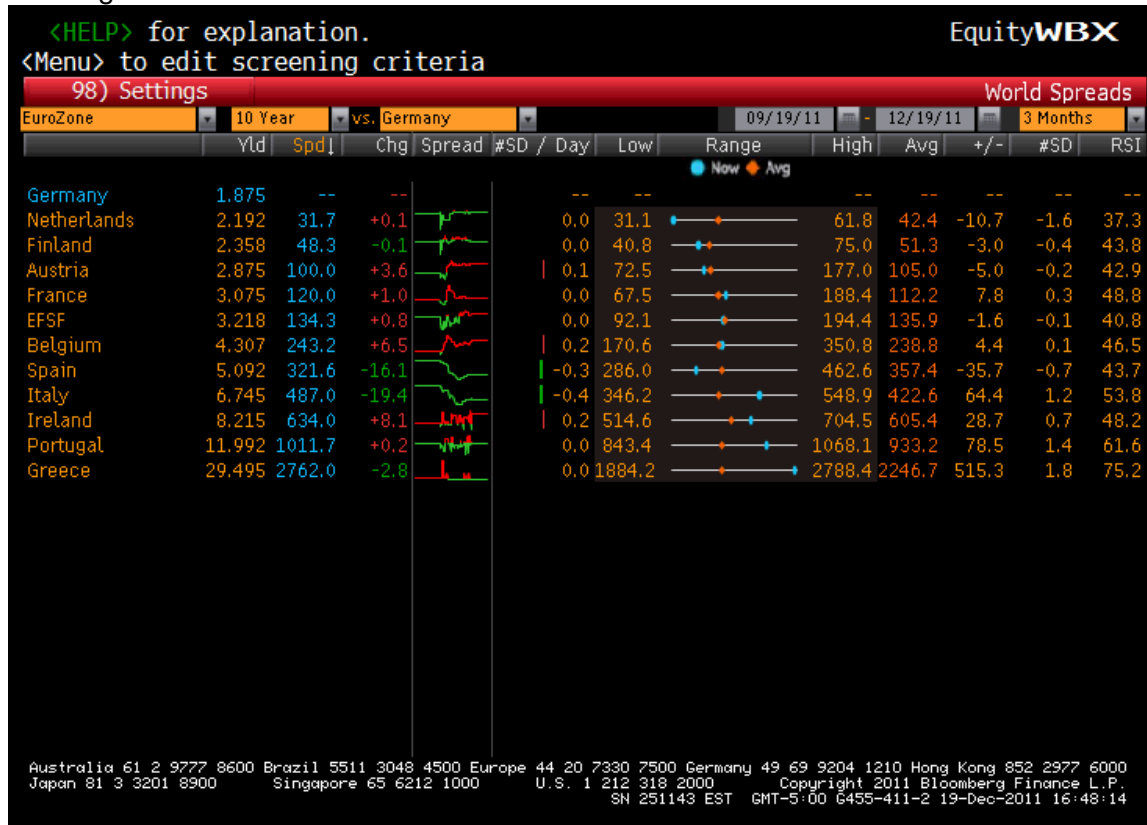 <HELP> for explanation. EquityWBX
<Menu> to edit screening criteria
98) Settings World Spreads
EuroZone 10 Year vs. Germany 09/19/11 - 12/19/11 3 Months
Yld Spd↓ Chg Spread #SD / Day Low Range High Avg +/- #SD RSI
Now Avg
Germany 1.875 -- -- -- -- -- -- -- -- --
Netherlands 2.192 31.7 +0.1 0.0 31.1 61.8 42.4 -10.7 -1.6 37.3
Finland 2.358 48.3 -0.1 0.0 40.8 75.0 51.3 -3.0 -0.4 43.8
Austria 2.875 100.0 +3.6 0.1 72.5 177.0 105.0 -5.0 -0.2 42.9
France 3.075 120.0 +1.0 0.0 67.5 188.4 112.2 7.8 0.3 48.8
EFSF 3.218 134.3 +0.8 0.0 92.1 194.4 135.9 -1.6 -0.1 40.8
Belgium 4.307 243.2 +6.5 0.2 170.6 350.8 238.8 4.4 0.1 46.5
Spain 5.092 321.6 -16.1 -0.3 286.0 462.6 357.4 -35.7 -0.7 43.7
Italy 6.745 487.0 -19.4 -0.4 346.2 548.9 422.6 64.4 1.2 53.8
Ireland 8.215 634.0 +8.1 0.2 514.6 704.5 605.4 28.7 0.7 48.2
Portugal 11.992 1011.7 +0.2 0.0 843.4 1068.1 933.2 78.5 1.4 61.6
Greece 29.495 2762.0 -2.8 0.0 1884.2 2788.4 2246.7 515.3 1.8 75.2
Australia 61 2 9777 8600 Brazil 5511 3048 4500 Europe 44 20 7330 7500 Germany 49 69 9204 1210 Hong Kong 852 2977 6000
Japan 81 3 3201 8900 Singapore 65 6212 1000 U.S. 1 212 318 2000 Copyright 2011 Bloomberg Finance L.P.
SN 251143 EST GMT-5:00 G455-411-2 19-Dec-2011 16:48:14